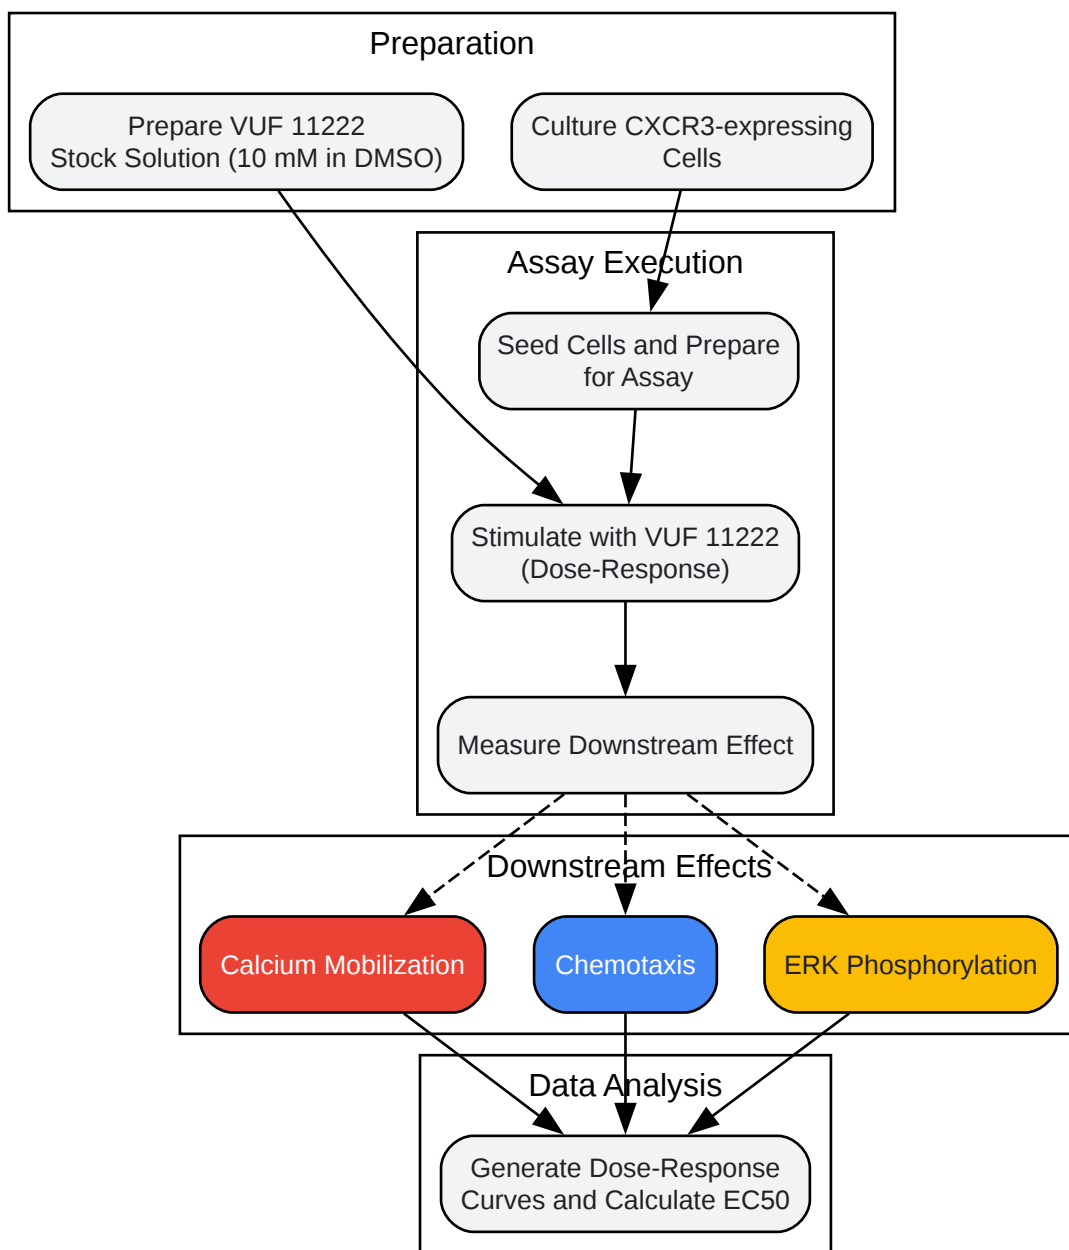 Preparation
Prepare VUF 11222
Stock Solution (10 mM in DMSO)
Culture CXCR3-expressing
Cells
Assay Execution
Seed Cells and Prepare
for Assay
Stimulate with VUF 11222
(Dose-Response)
Measure Downstream Effect
Downstream Effects
Calcium Mobilization
Chemotaxis
ERK Phosphorylation
Data Analysis
Generate Dose-Response
Curves and Calculate EC50